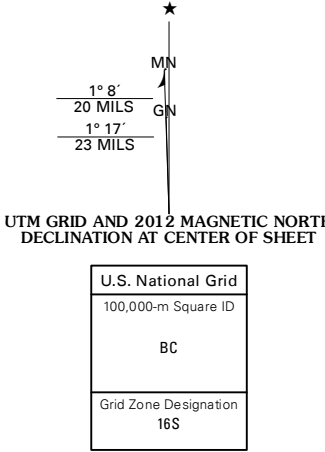 ★
MN
1° 8´
20 MILS
GN
1° 17´
23 MILS
UTM GRID AND 2012 MAGNETIC NORTH
DECLINATION AT CENTER OF SHEET
U.S. National Grid
100,000-m Square ID
BC
Grid Zone Designation
16S